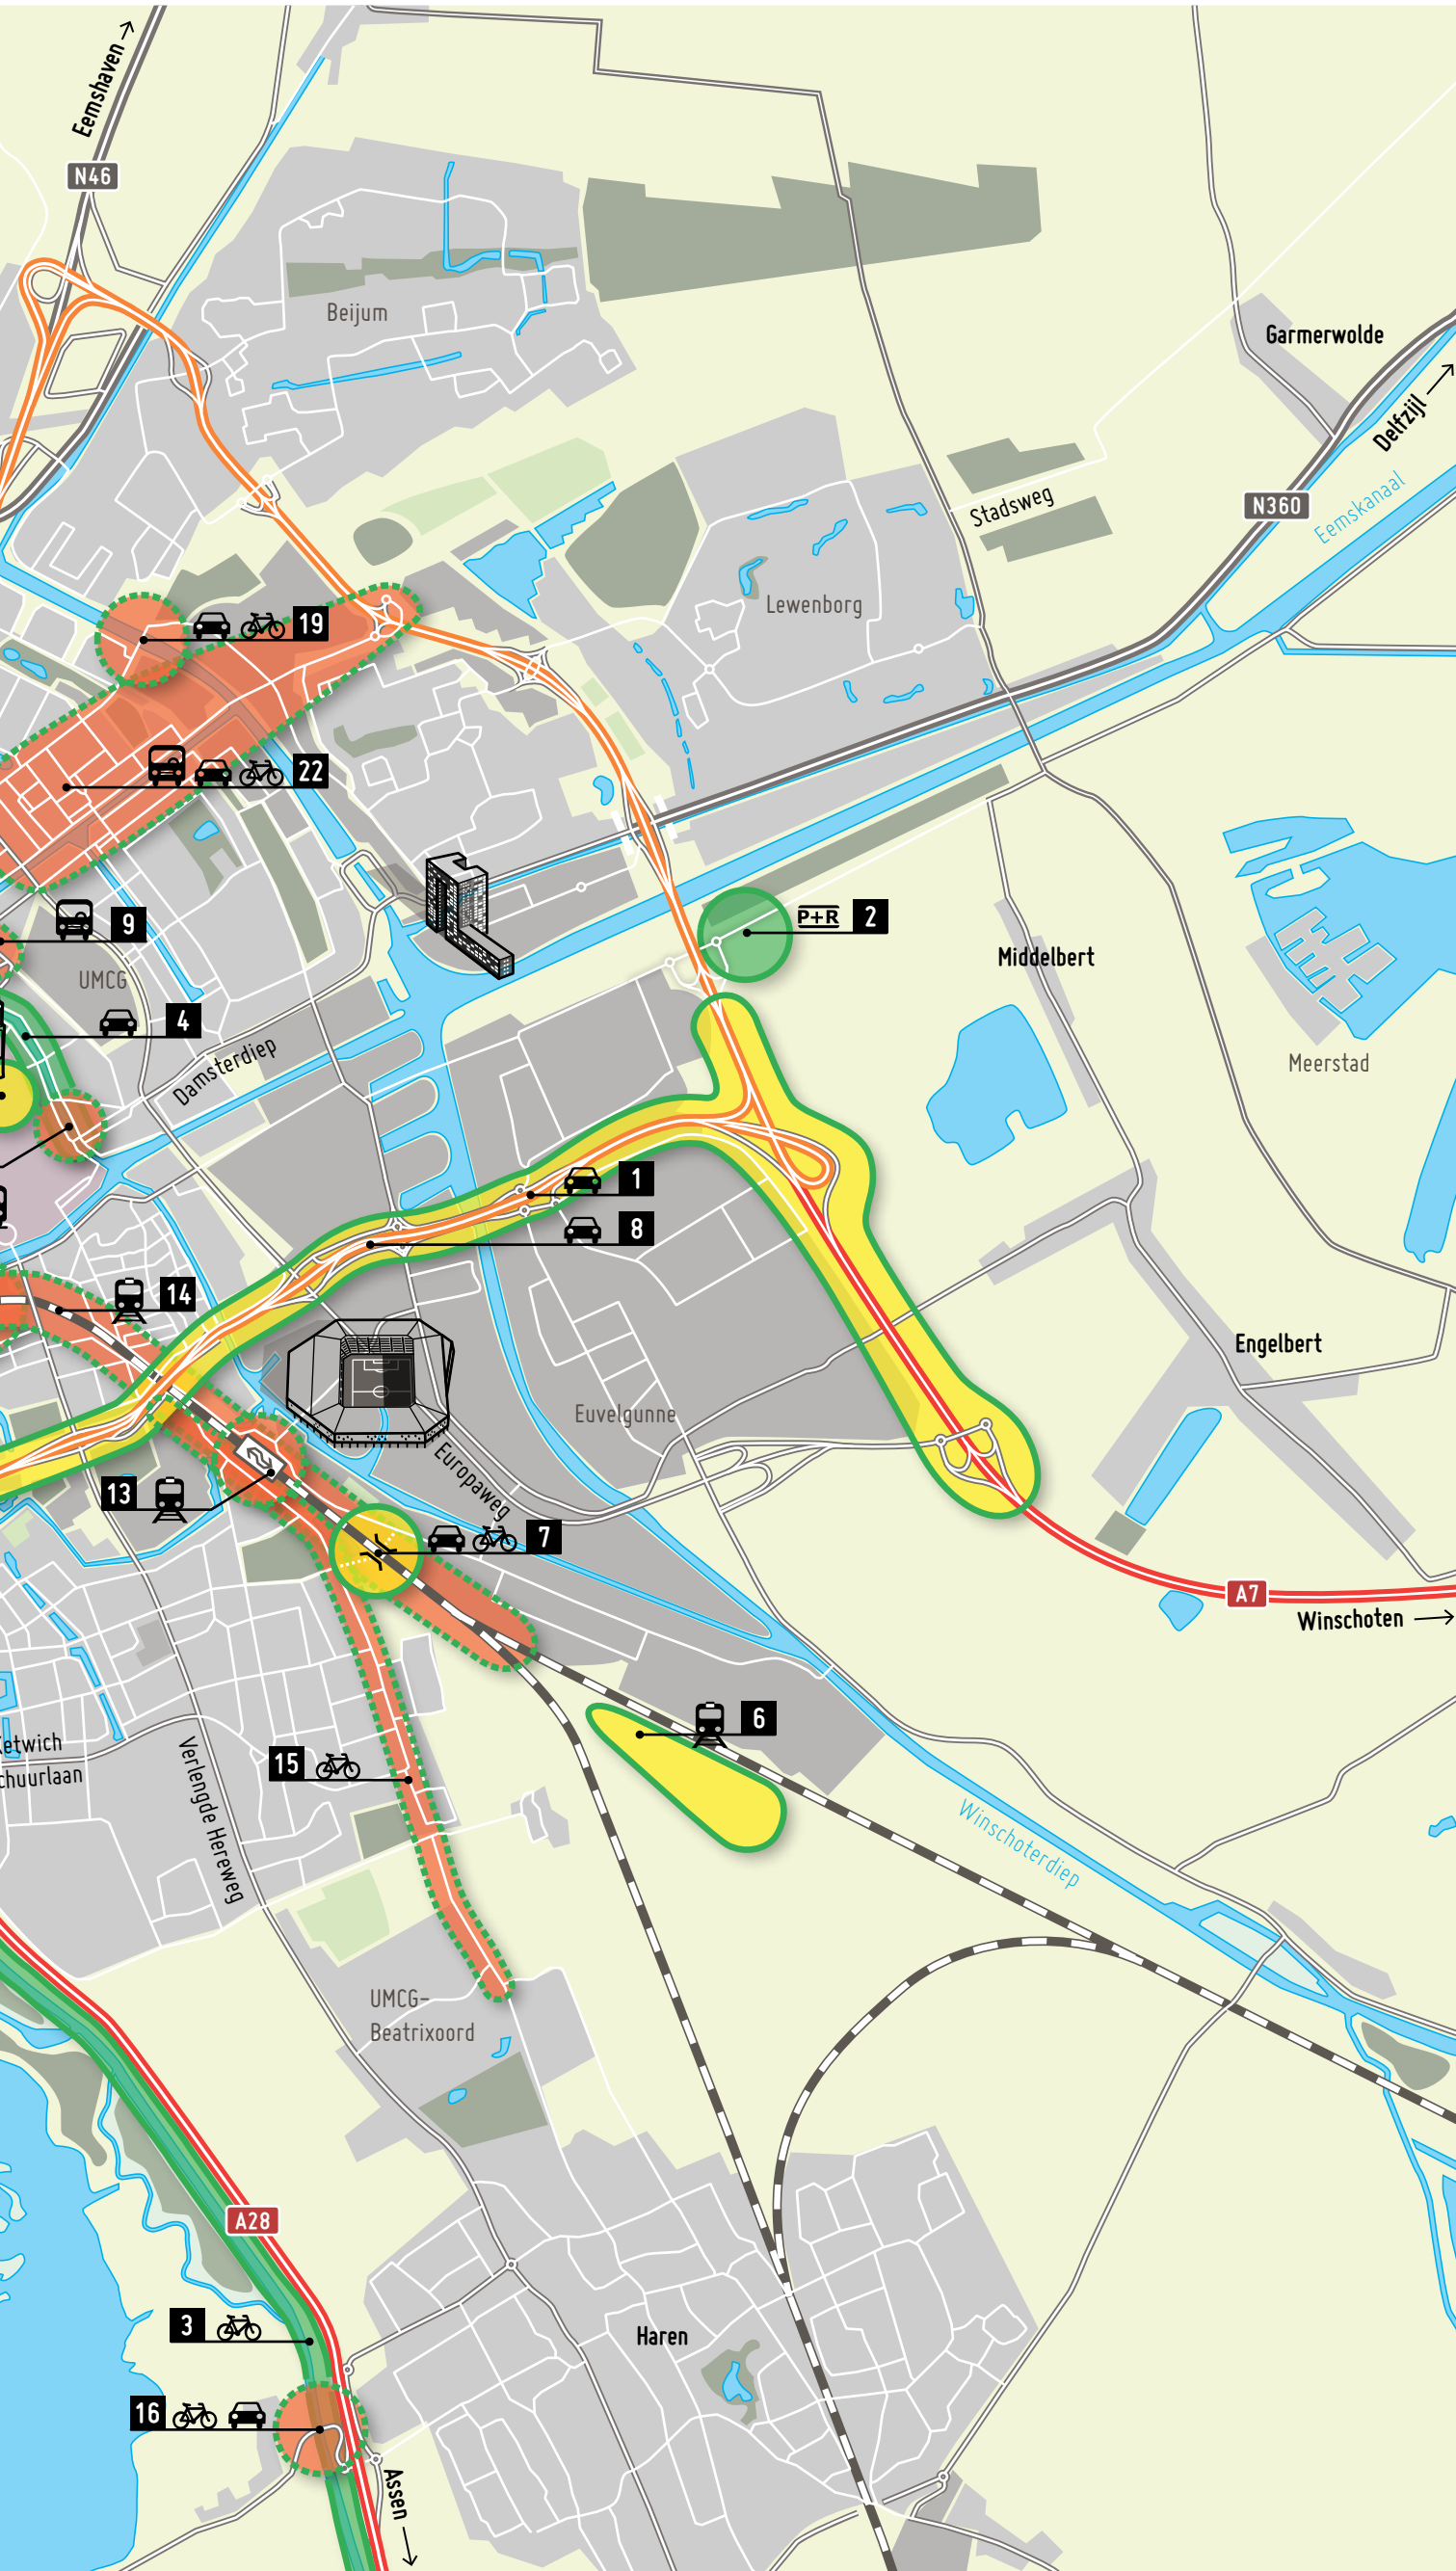 Eemshaven
N46
Beijum
Garmerwolde
Delfzijl
Stadsweg
N360
Eemskanaal
Lewenborg
19
22
9
P+R 2
UMCG
Middelbert
4
Damsterdiep
Meerstad
1
8
14
Engelbert
Euvelgunne
Europaweg
13
7
A7
Winschoten
6
etwich
chuurlaan
15
Verlengde Hereweg
Winschoterdiep
UMCG-
Beatrixoord
A28
3
Haren
16
Assen